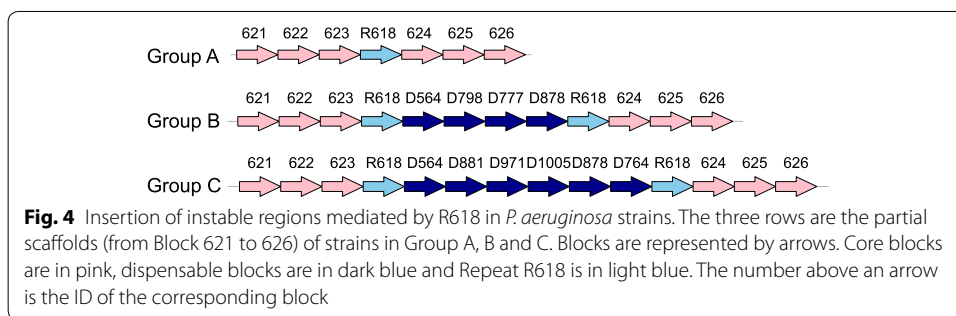 621 622 623 R618 624 625 626
Group A
621 622 623 R618 D564 D798 D777 D878 R618 624 625 626
Group B
621 622 623 R618 D564 D881 D971 D1005 D878 D764 R618 624 625 626
Group C
Fig. 4 Insertion of instable regions mediated by R618 in P. aeruginosa strains. The three rows are the partial
scaffolds (from Block 621 to 626) of strains in Group A, B and C. Blocks are represented by arrows. Core blocks
are in pink, dispensable blocks are in dark blue and Repeat R618 is in light blue. The number above an arrow
is the ID of the corresponding block